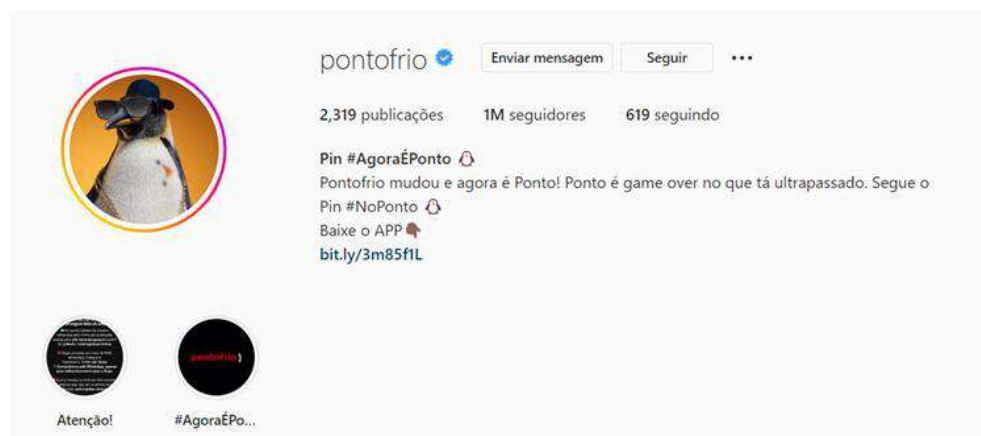 pontofrio
Enviar mensagem
Seguir
2,319 publicações 1M seguidores 619 seguindo
Pin #AgoraÉPonto 🐧
Pontofrio mudou e agora é Ponto! Ponto é game over no que tá ultrapassado. Segue o
Pin #NoPonto 🐧
Baixe o APP👇🏾
bit.ly/3m85f1L
pontofrio
Atenção!
#AgoraÉPo...